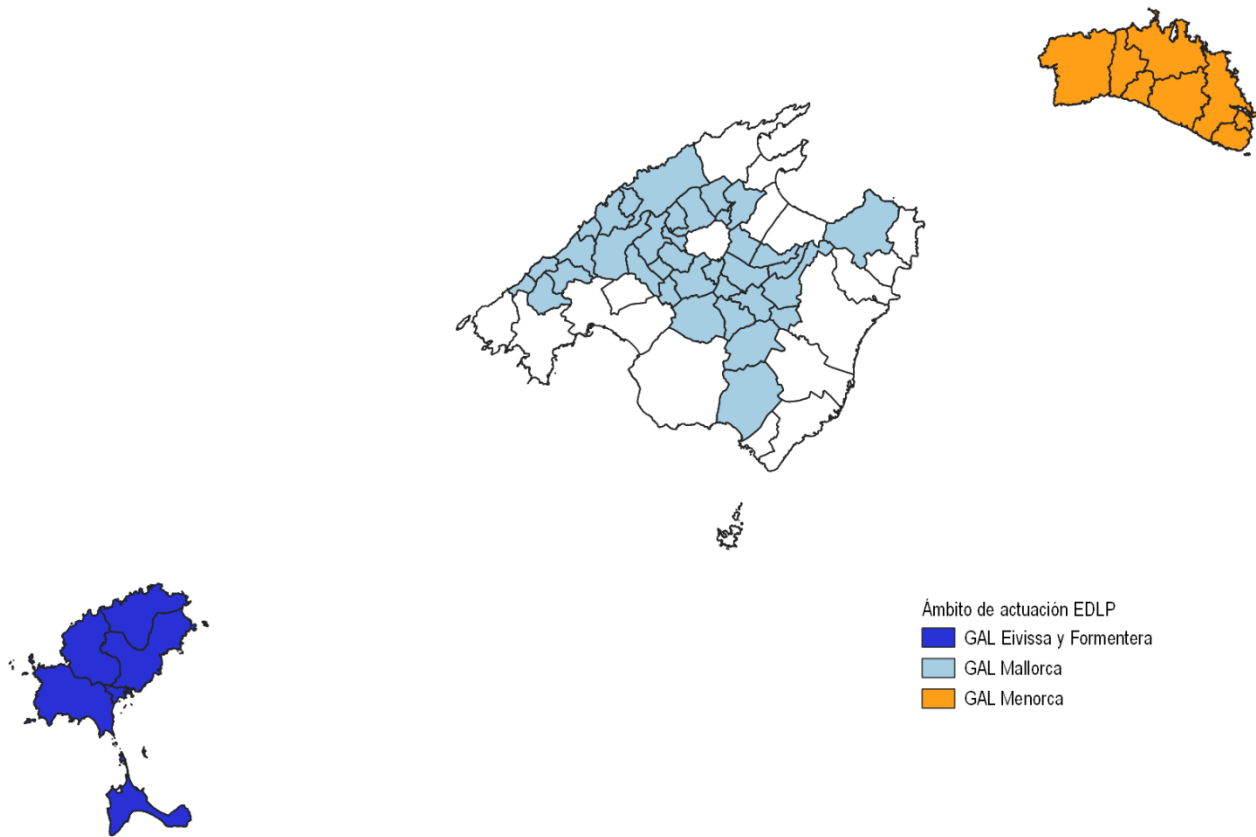 Ámbito de actuación EDLP
GAL Eivissa y Formentera
GAL Mallorca
GAL Menorca